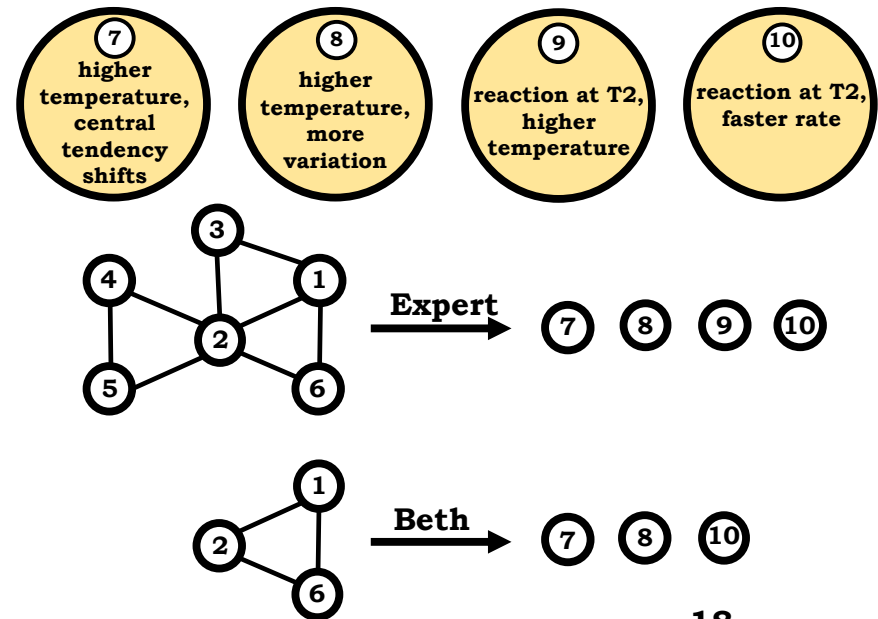 7
higher
temperature,
central
tendency
shifts
8
higher
temperature,
more
variation
9
reaction at T2,
higher
temperature
10
reaction at T2,
faster rate
3
4
1
2
5
6
Expert
7 8 9 10
1
2
6
Beth
7 8 10
18